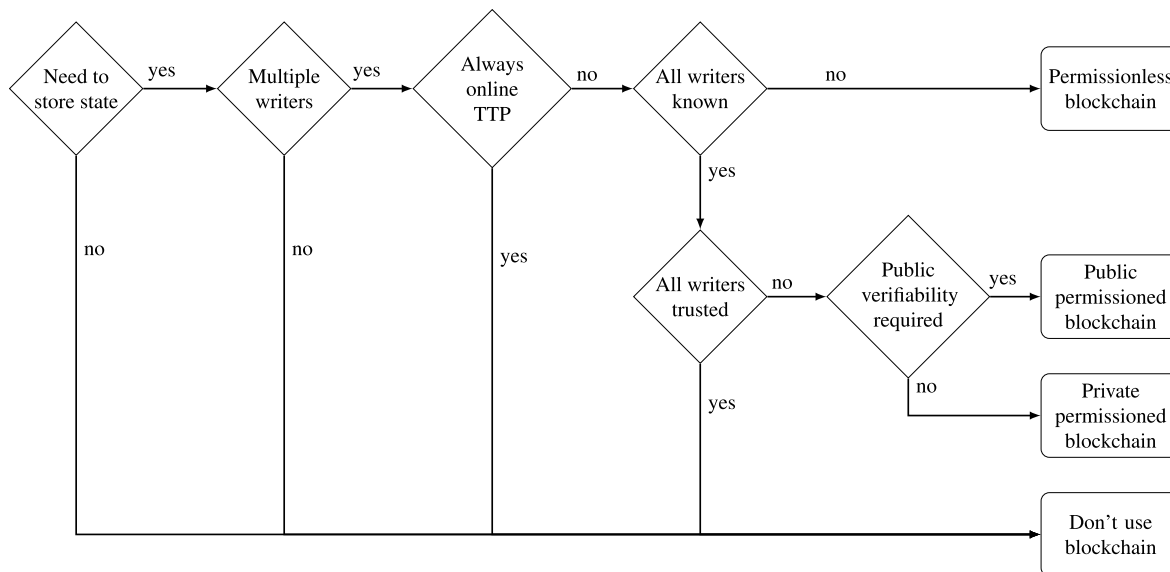 Need to
store state
yes
Multiple
writers
yes
Always
online
TTP
no
All writers
known
no
Permissionless
blockchain
yes
no
no
yes
All writers
trusted
no
Public
verifiability
required
yes
Public
permissioned
blockchain
no
yes
Private
permissioned
blockchain
Don't use
blockchain